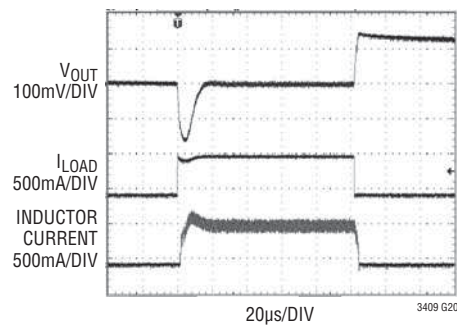 VOUT
100mV/DIV
ILOAD
500mA/DIV
INDUCTOR
CURRENT
500mA/DIV
20µs/DIV
3409 G20